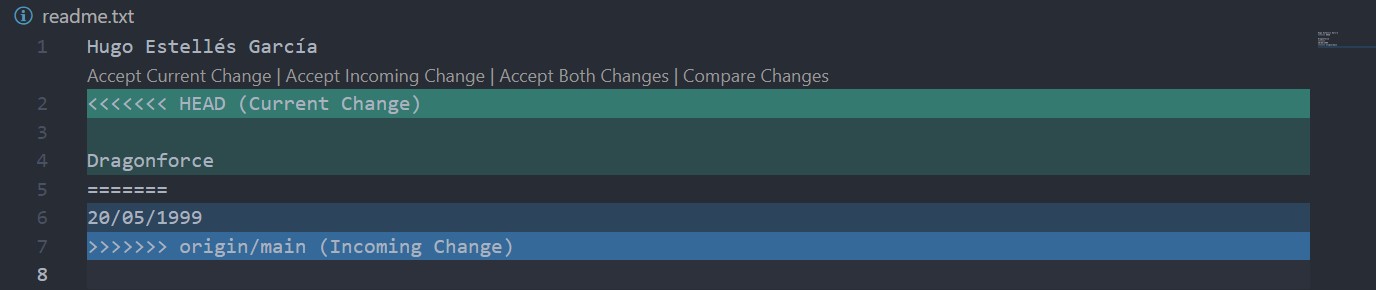 readme.txt
1 Hugo Estellés García
Accept Current Change | Accept Incoming Change | Accept Both Changes | Compare Changes
2 <<<<<<< HEAD (Current Change)
3
4 Dragonforce
5 =======
6 20/05/1999
7 >>>>>>> origin/main (Incoming Change)
8